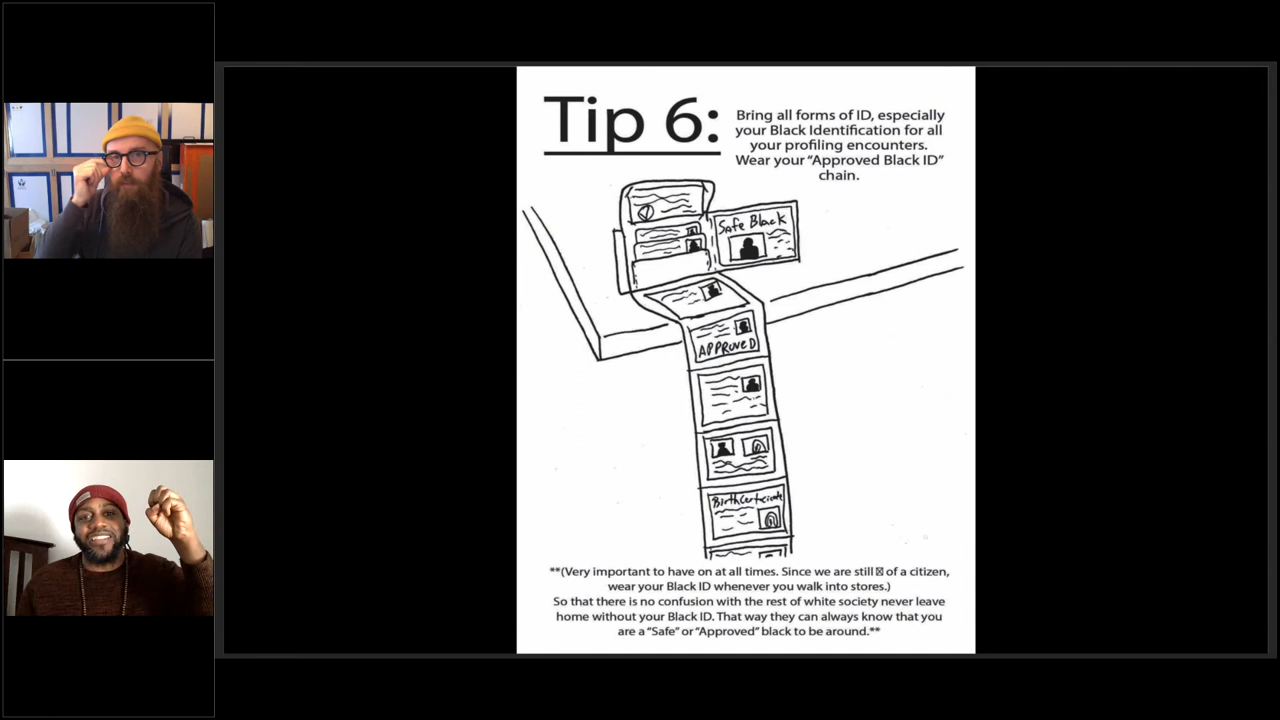 Tip 6:
Bring all forms of ID, especially
your Black Identification for all
your profiling encounters.
Wear your “Approved Black ID”
chain.
Safe Black
APPROVED
BirthCerteicate
**(Very important to have on at all times. Since we are still ☒ of a citizen,
wear your Black ID whenever you walk into stores.)
So that there is no confusion with the rest of white society never leave
home without your Black ID. That way they can always know that you
are a “Safe” or “Approved” black to be around.**